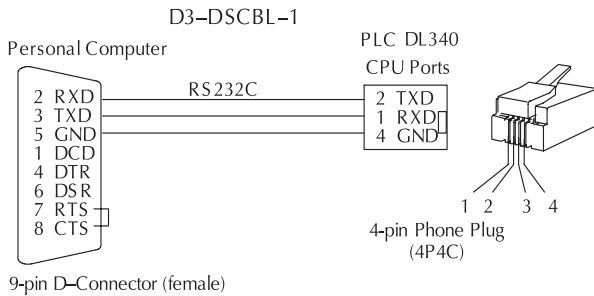 D3–DSCBL–1
Personal Computer
PLC DL340
CPU Ports
RS232C
2 RXD
3 TXD
5 GND
1 DCD
4 DTR
6 DSR
7 RTS
8 CTS
2 TXD
1 RXD
4 GND
1 2 3 4
4-pin Phone Plug
(4P4C)
9-pin D–Connector (female)